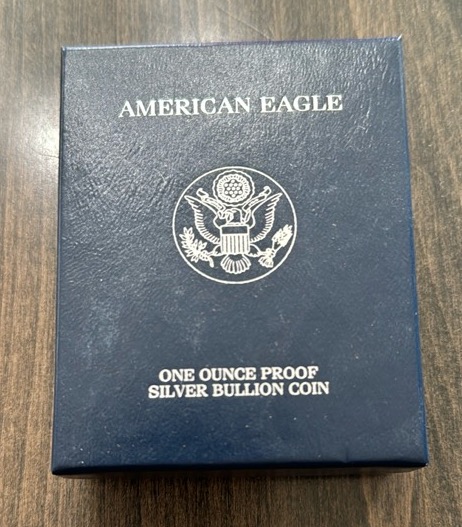 AMERICAN EAGLE
ONE OUNCE PROOF
SILVER BULLION COIN